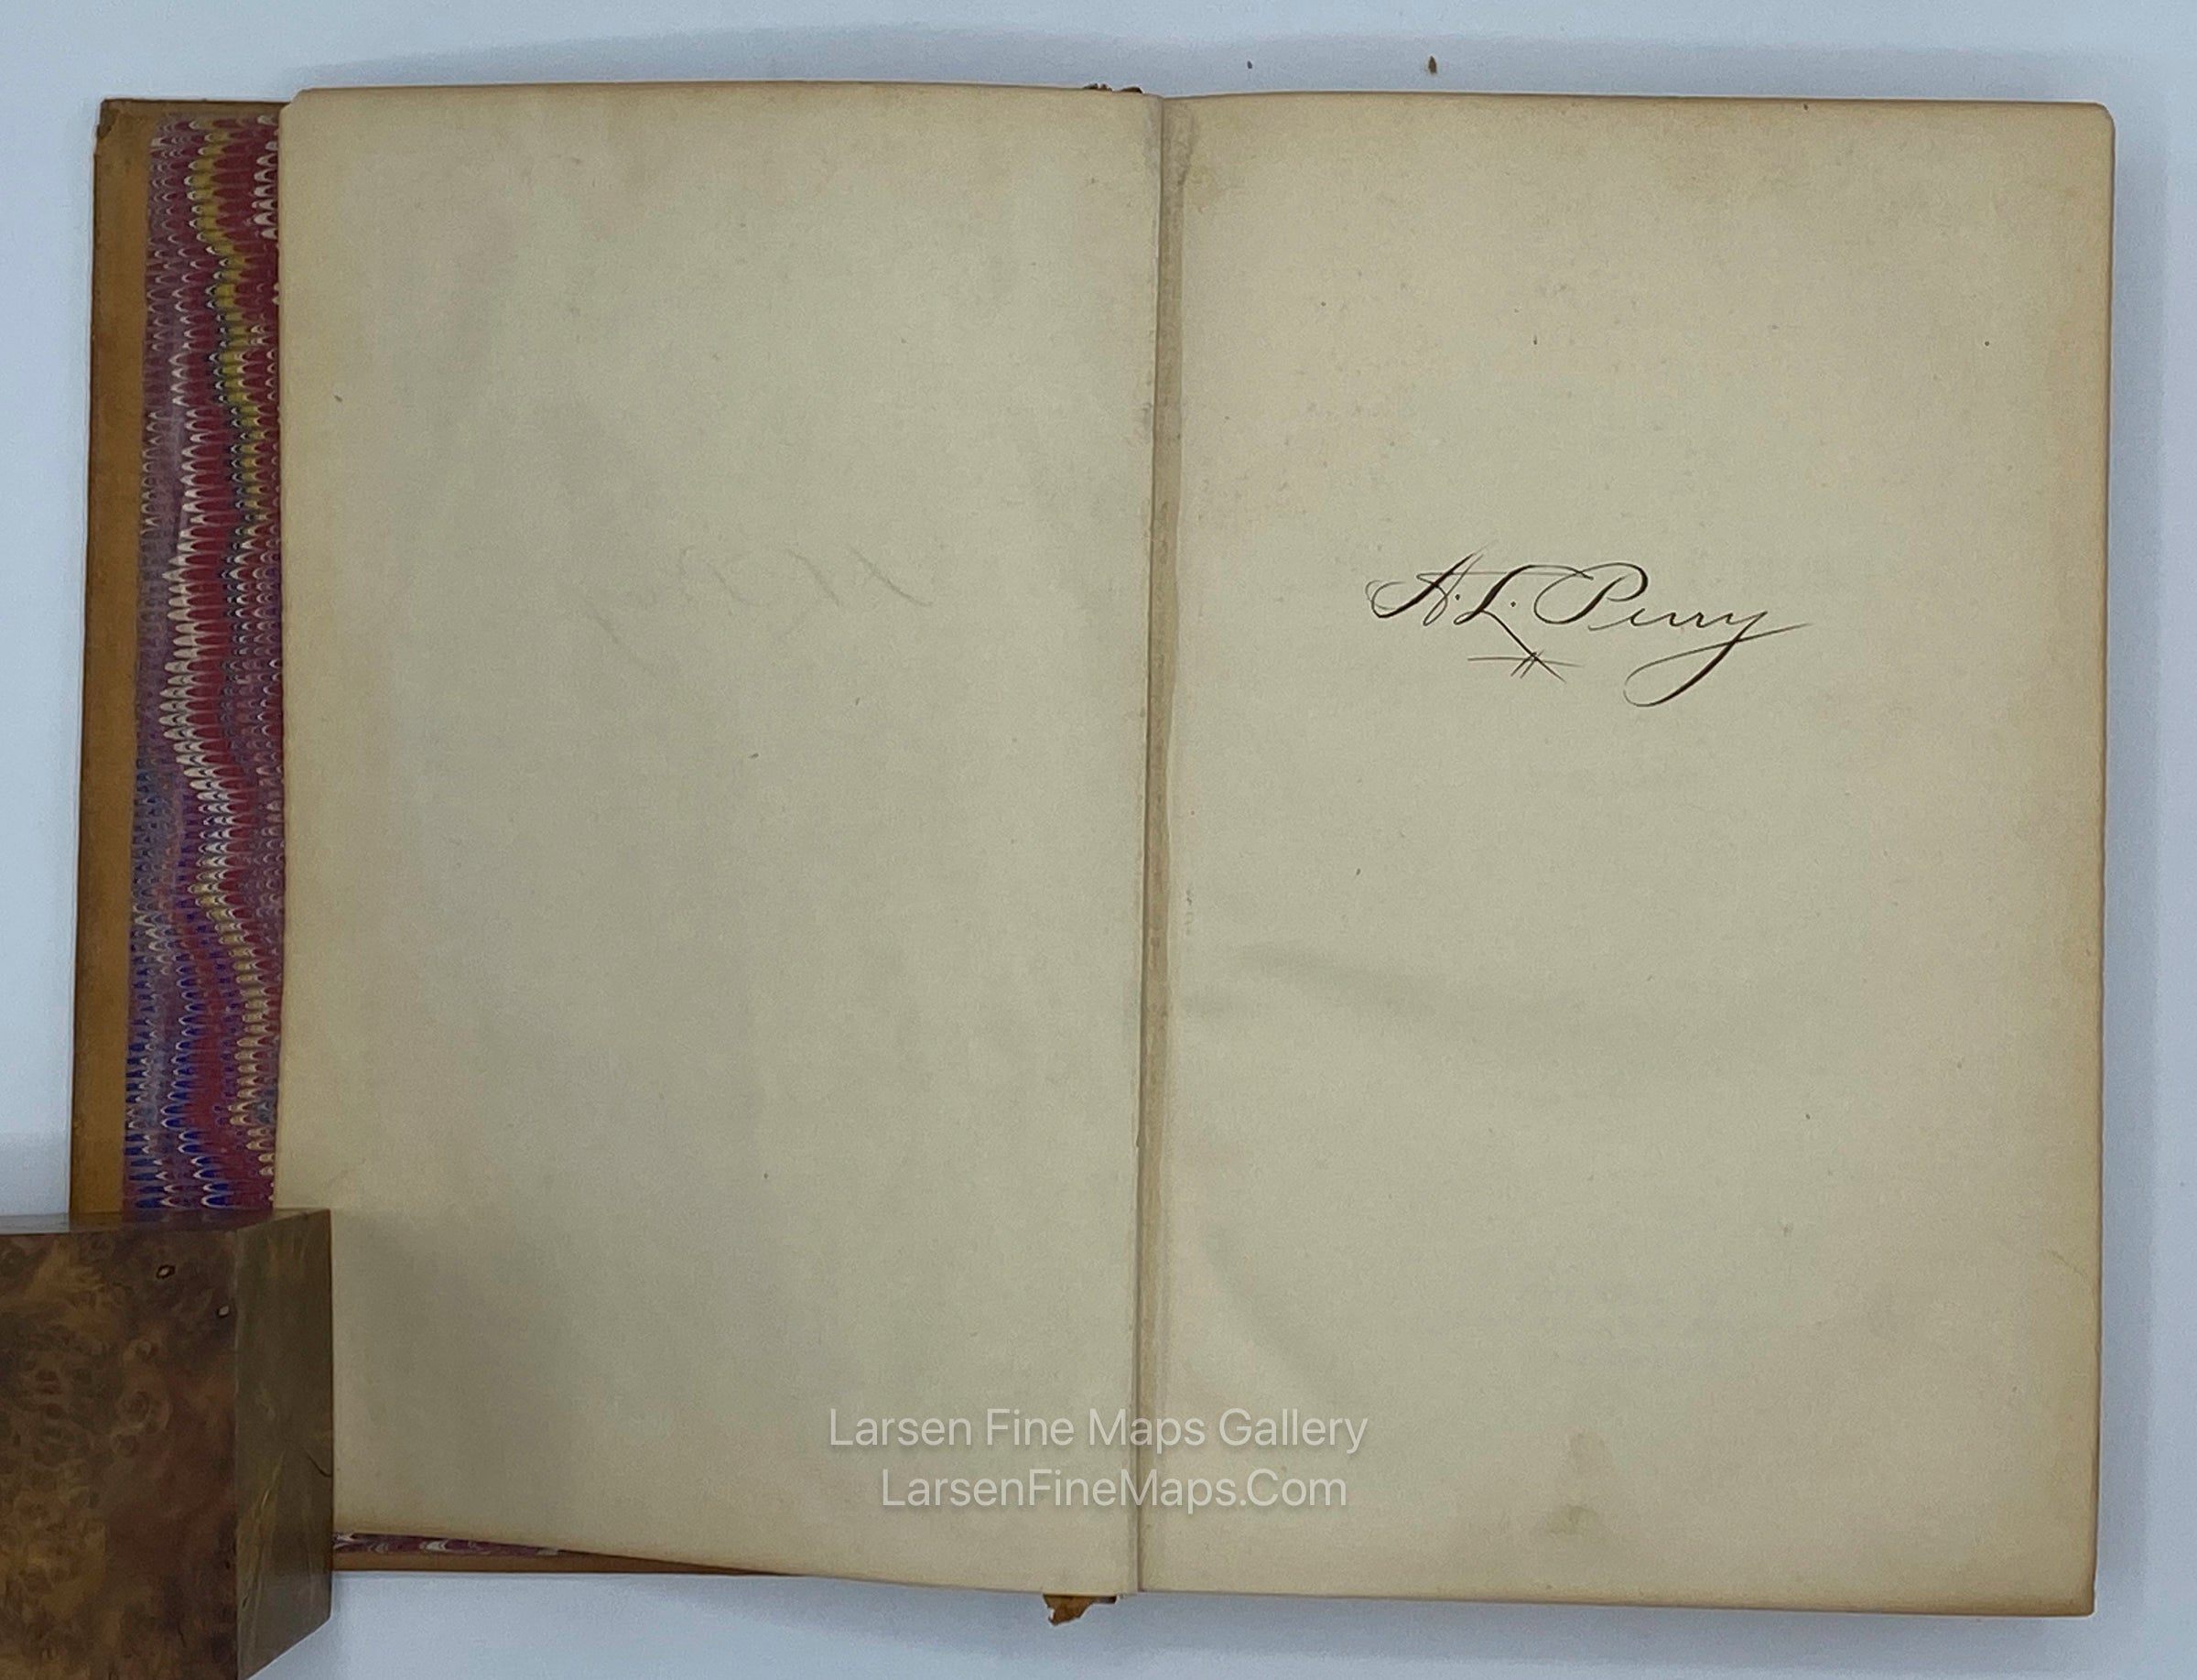 A. L. Perry
Larsen Fine Maps Gallery
LarsenFineMaps.Com